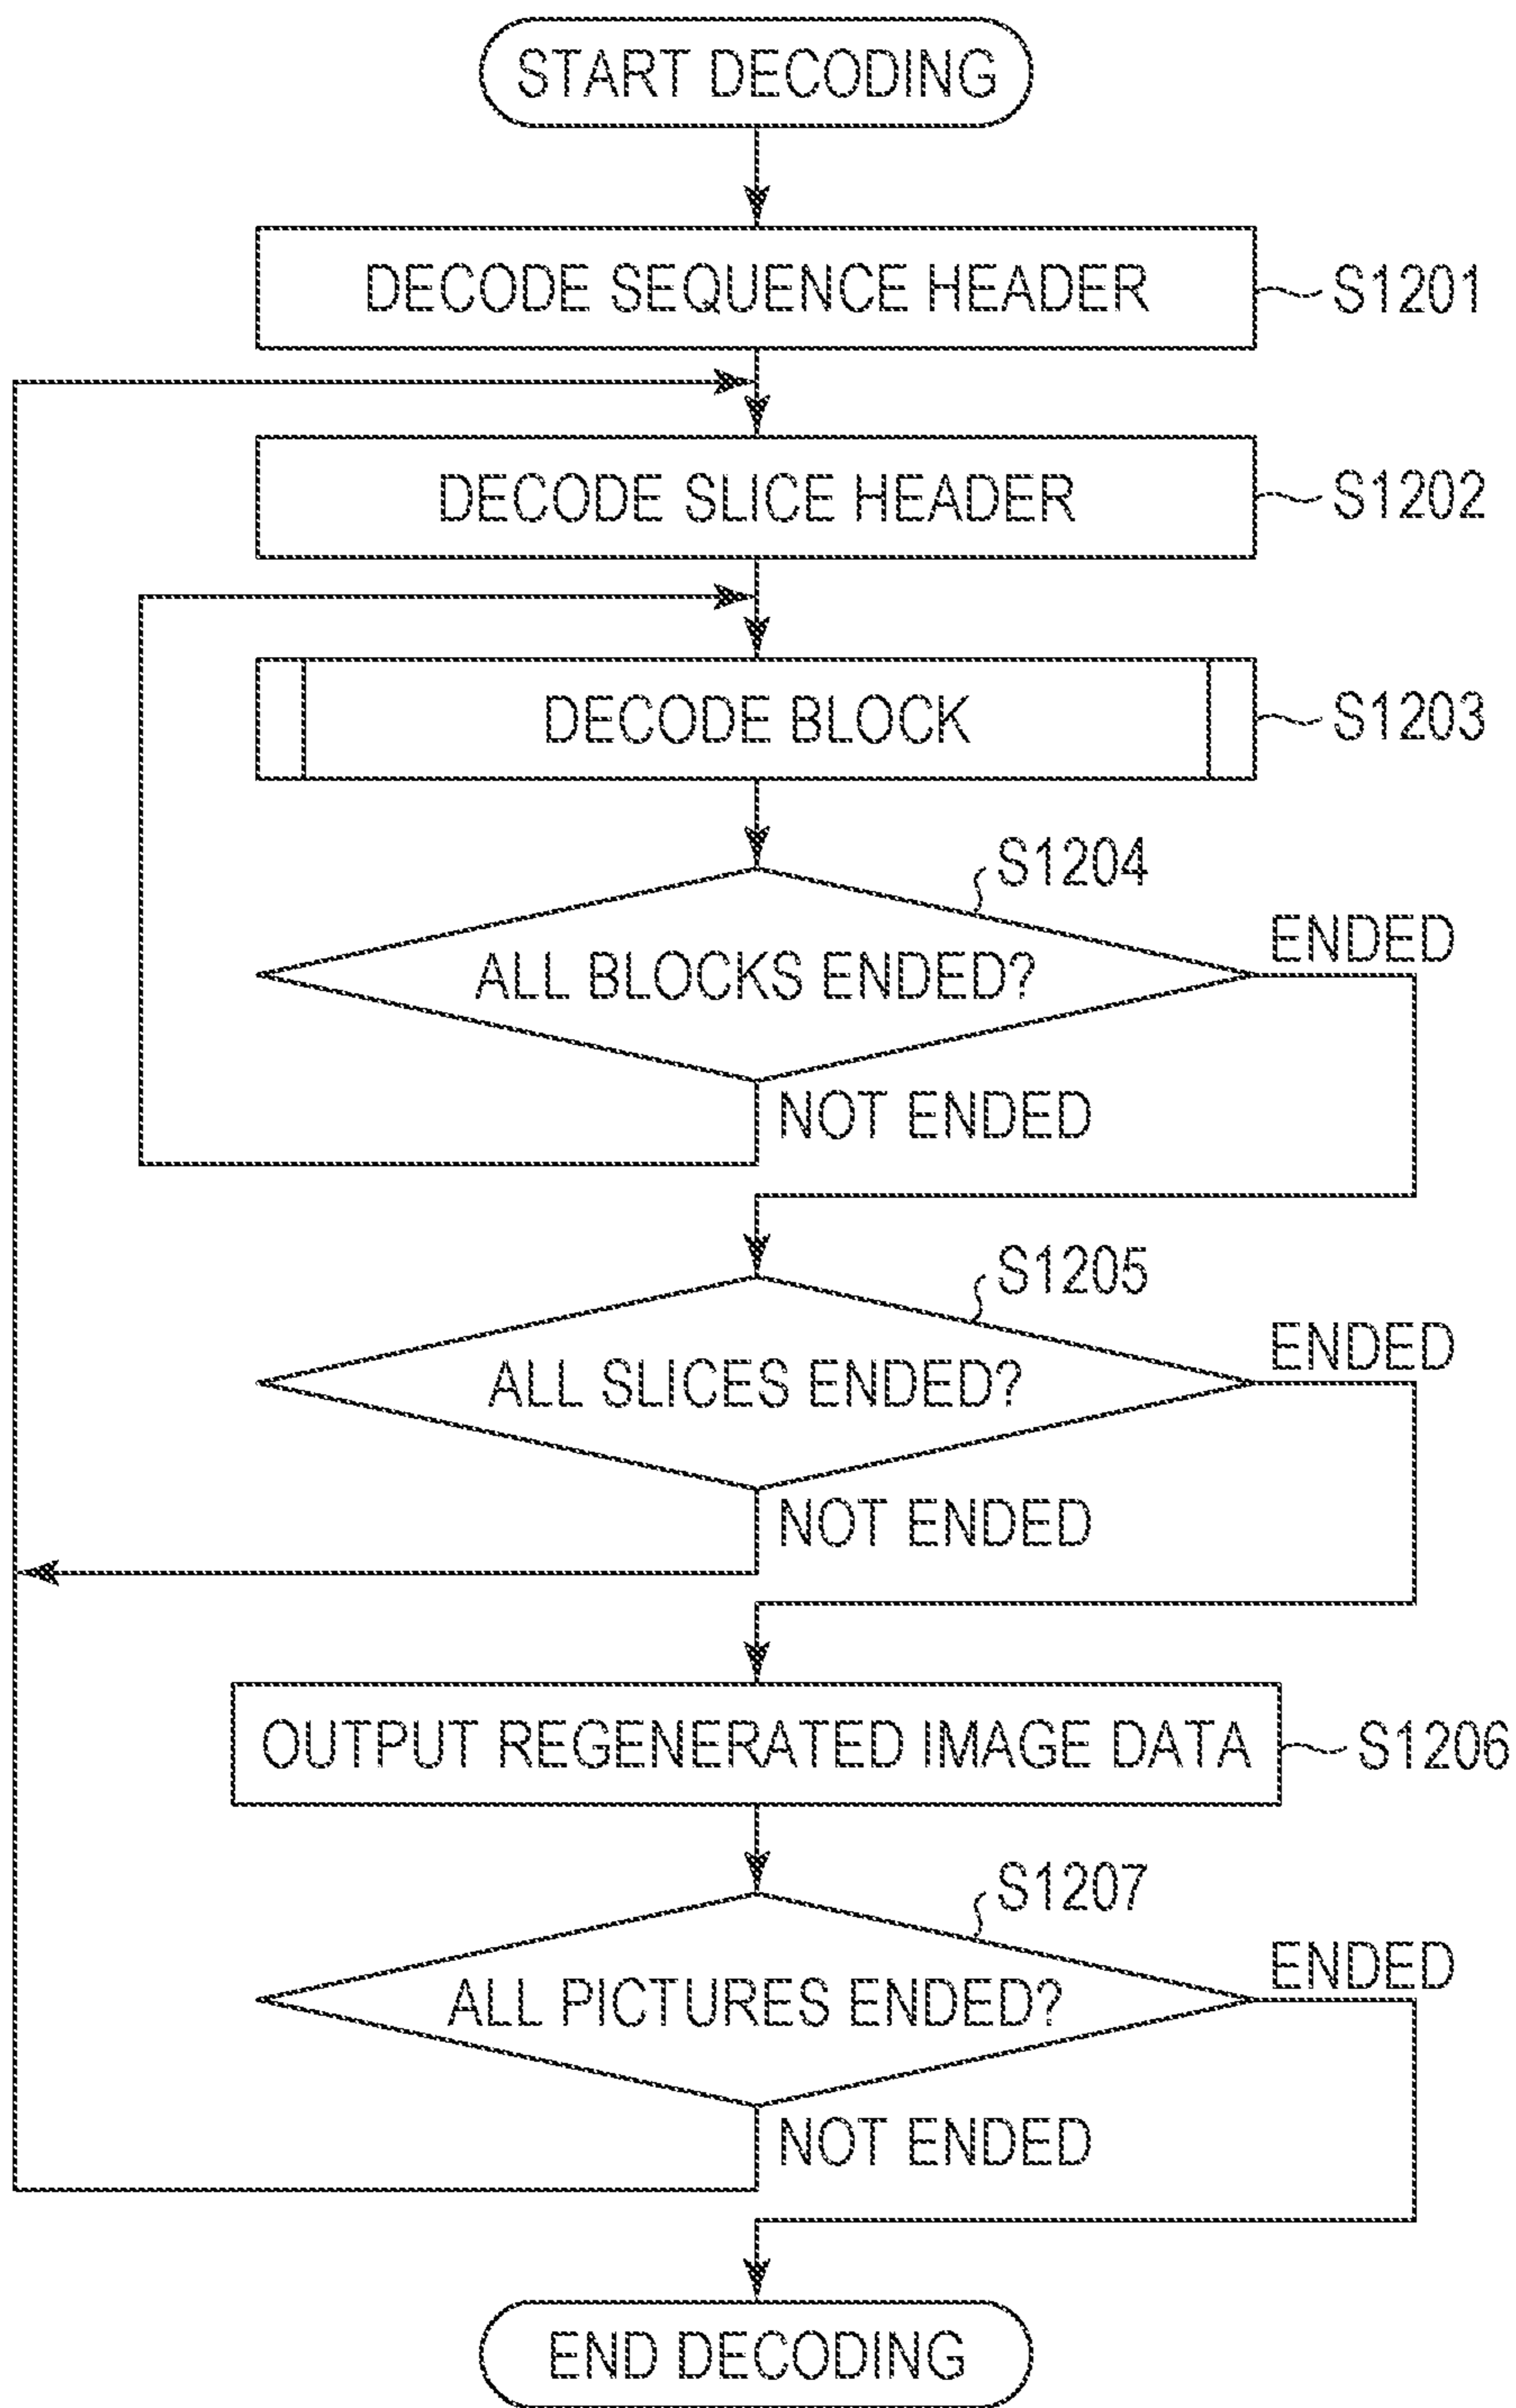 START DECODING
DECODE SEQUENCE HEADER
S1201
DECODE SLICE HEADER
S1202
DECODE BLOCK
S1203
S1204
ALL BLOCKS ENDED?
ENDED
NOT ENDED
S1205
ALL SLICES ENDED?
ENDED
NOT ENDED
OUTPUT REGENERATED IMAGE DATA
S1206
S1207
ALL PICTURES ENDED?
ENDED
NOT ENDED
END DECODING